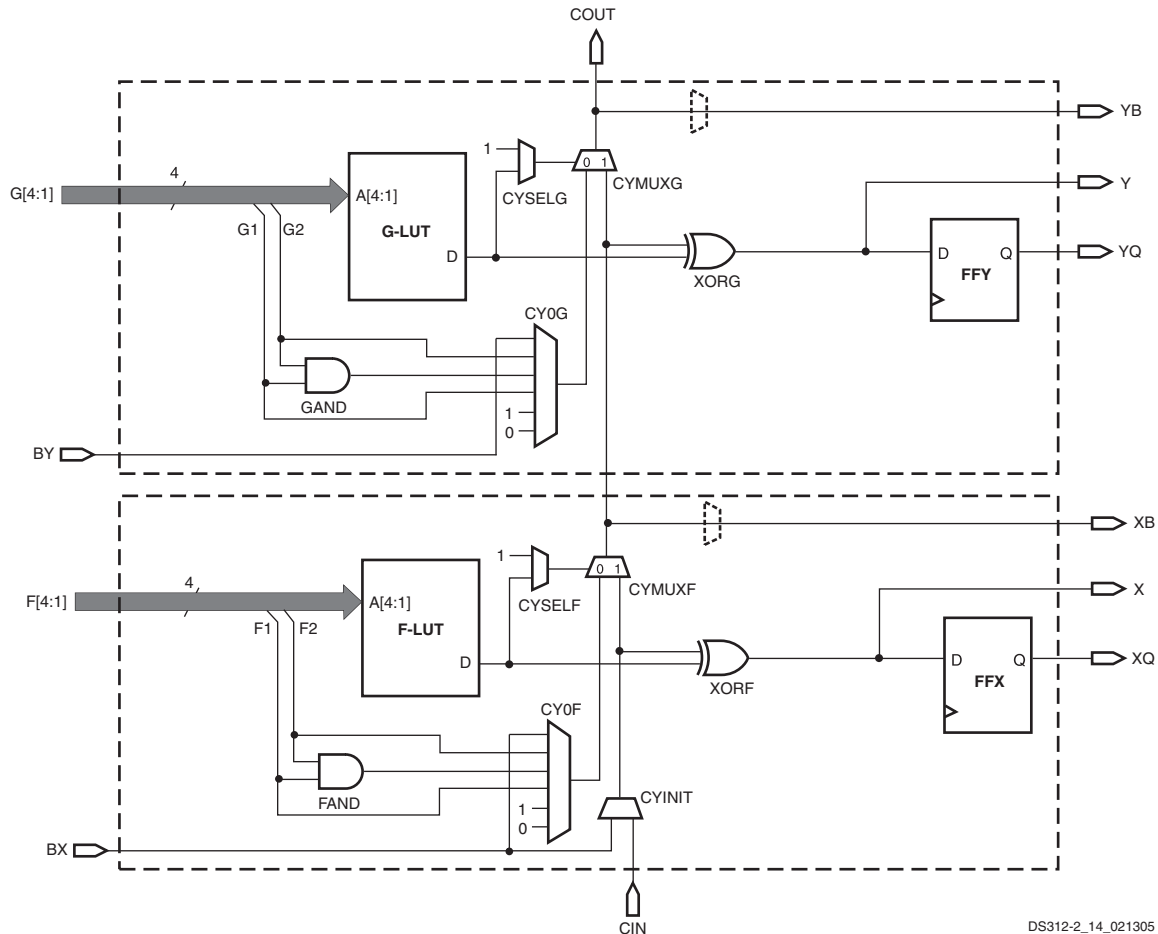 COUT
YB
1
0 1
4
CYSELG
CYMUXG
Y
G[4:1]
A[4:1]
G1
G2
G-LUT
D
XORG
D
Q
YQ
FFY
CY0G
GAND
1
0
BY
XB
1
0 1
4
CYSELF
CYMUXF
X
F[4:1]
A[4:1]
F1
F2
F-LUT
D
XORF
D
Q
XQ
FFX
CY0F
FAND
1
0
CYINIT
BX
CIN
DS312-2_14_021305